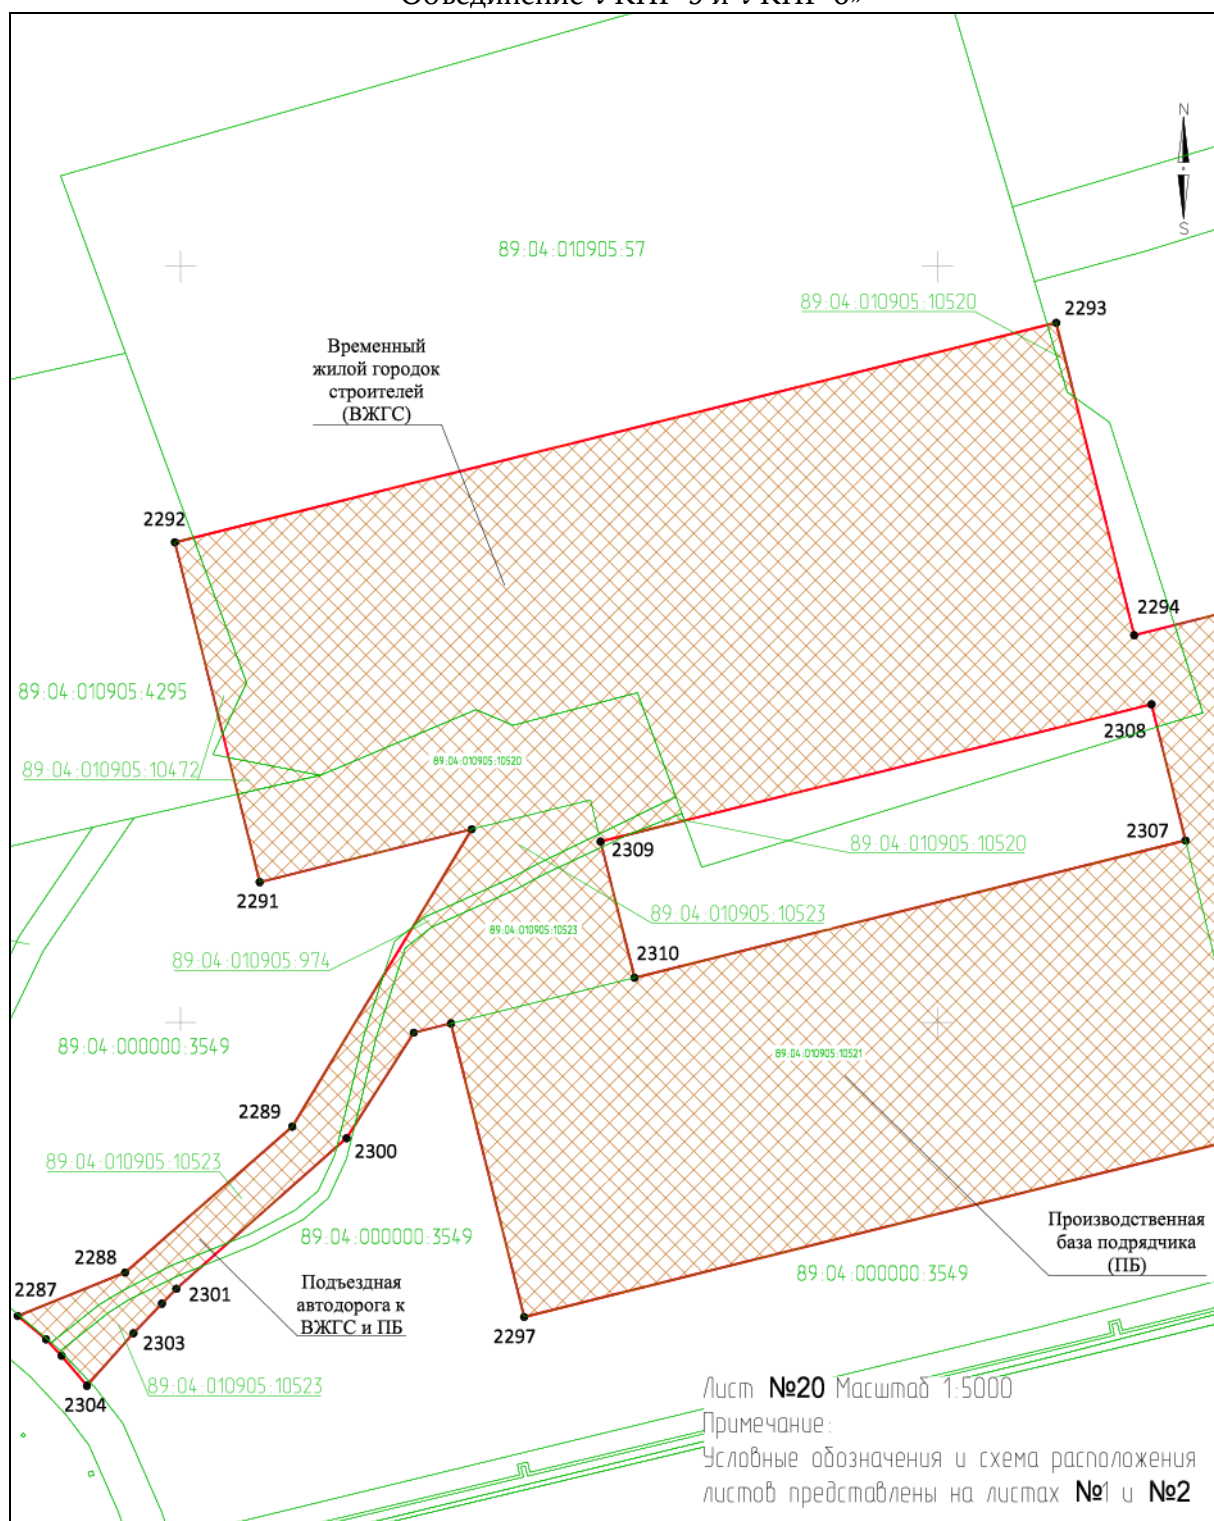 N
S
89:04:010905:57
89:04:010905:10520
2293
Временный
жилой городок
строителей
(ВЖГС)
2292
2294
89:04:010905:4295
2308
89:04:010905:10472
89:04:010905:10520
2307
2309
89:04:010905:10520
2291
89:04:010905:10523
89:04:010905:10523
89:04:010905:974
2310
89:04:000000:3549
89:04:010905:10521
2289
2300
89:04:010905:10523
Производственная
база подрядчика
(ПБ)
89:04:000000:3549
2288
89:04:000000:3549
2287
2301
Подъездная
автодорога к
ВЖГС и ПБ
2303
2297
89:04:010905:10523
2304
Лист №20 Масштаб 1:5000
Примечание:
Условные обозначения и схема расположения
листов представлены на листах №1 и №2